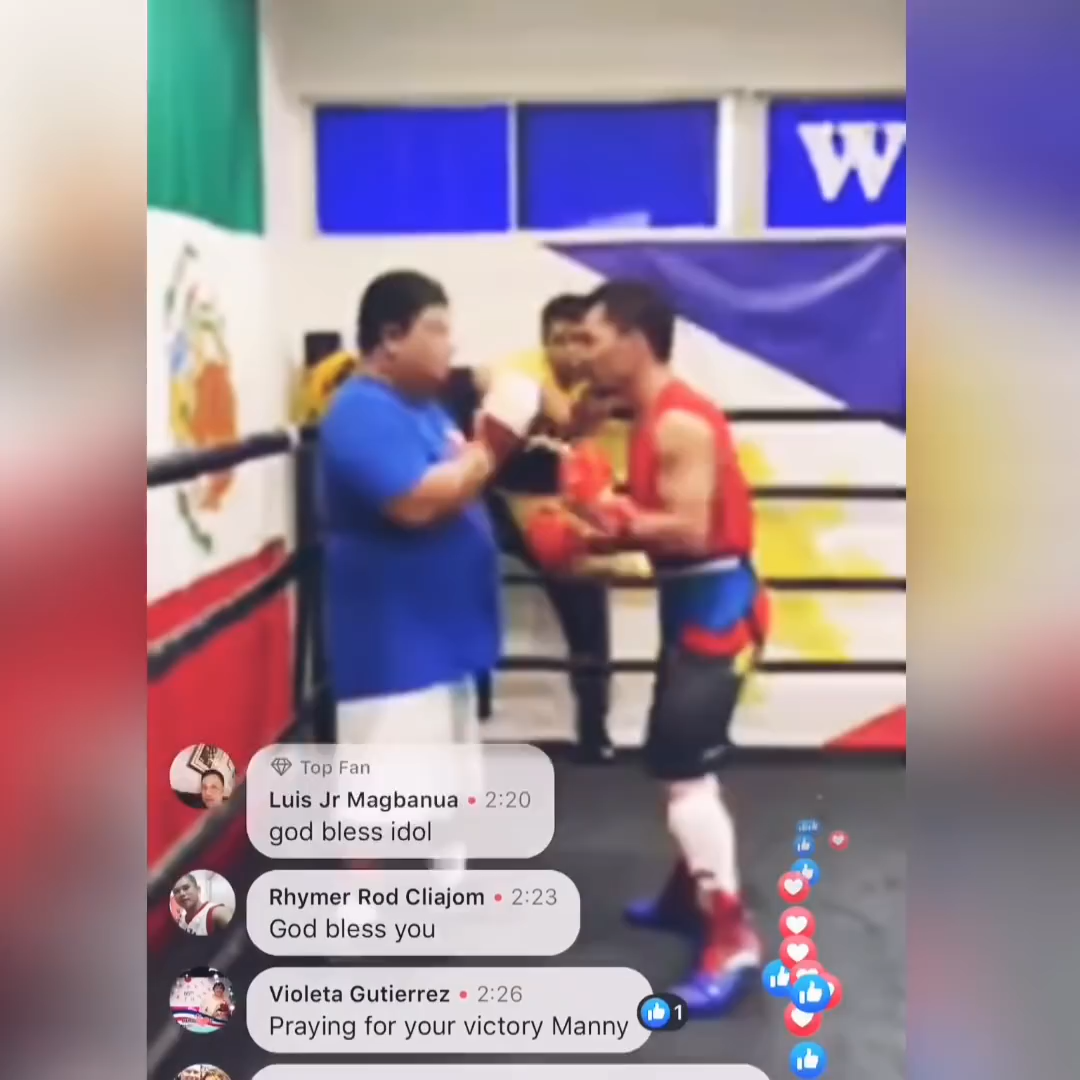 W
Top Fan
Luis Jr Magbanua • 2:20
god bless idol
Rhymer Rod Cliajom • 2:23
God bless you
Violeta Gutierrez • 2:26
Praying for your victory Manny
1